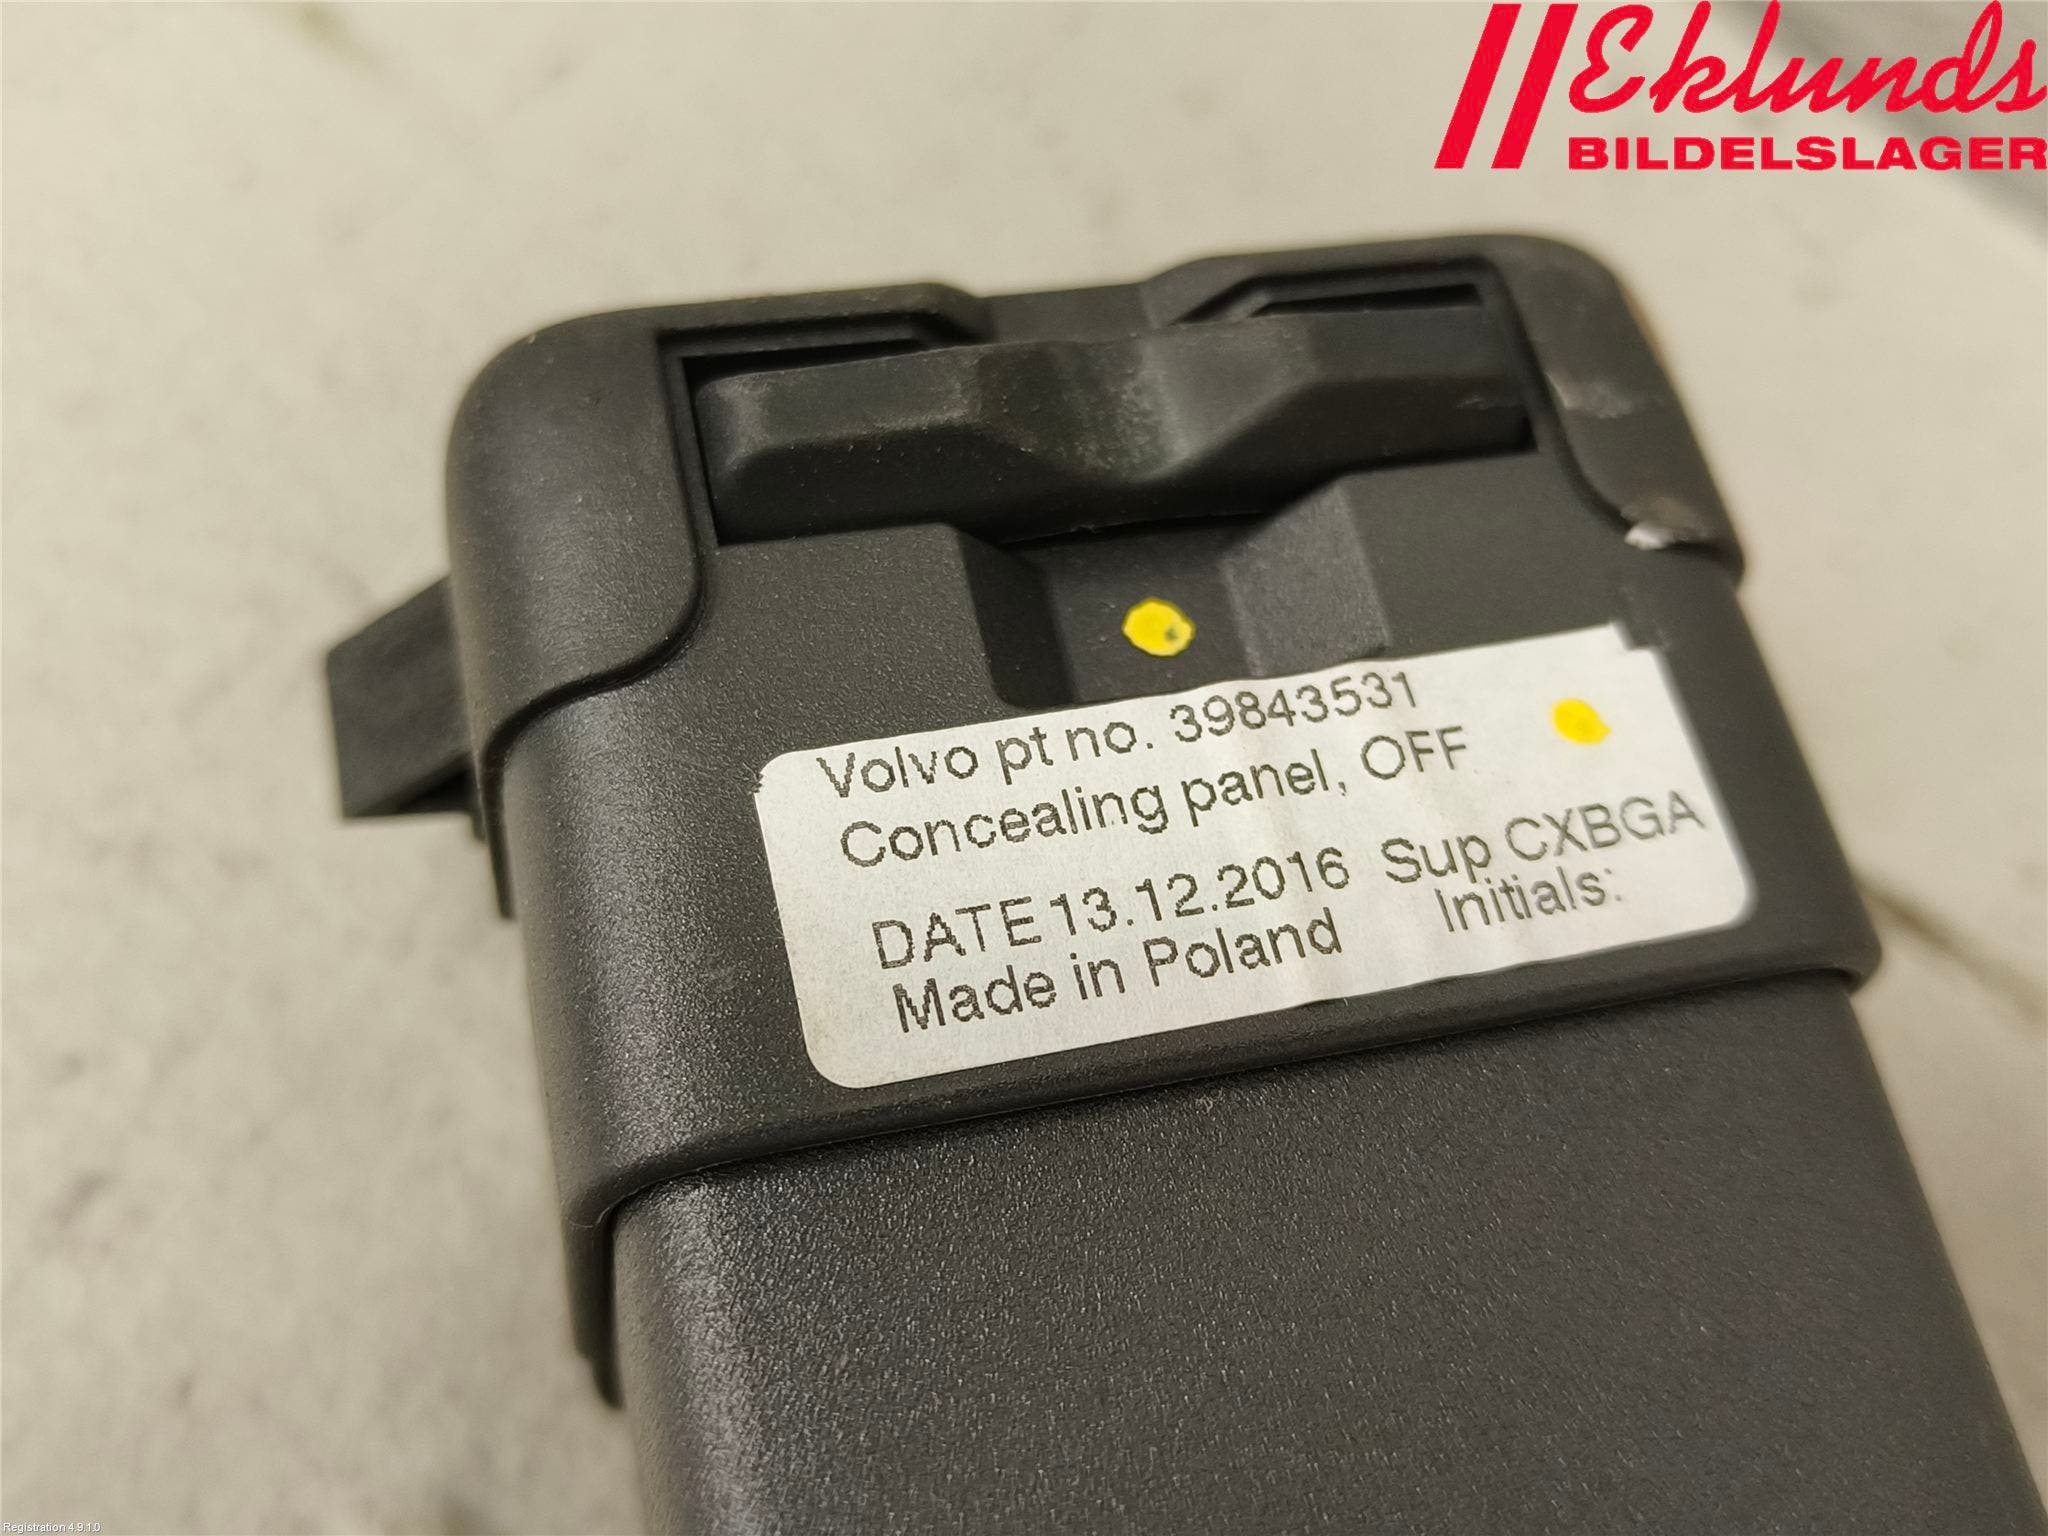 Eklunds
BILDELSLAGER
Volvo pt no. 39843531
Concealing panel, OFF
DATE 13.12.2016 Sup CXBGA
Made in Poland Initials:
Registration 4.9.1.0